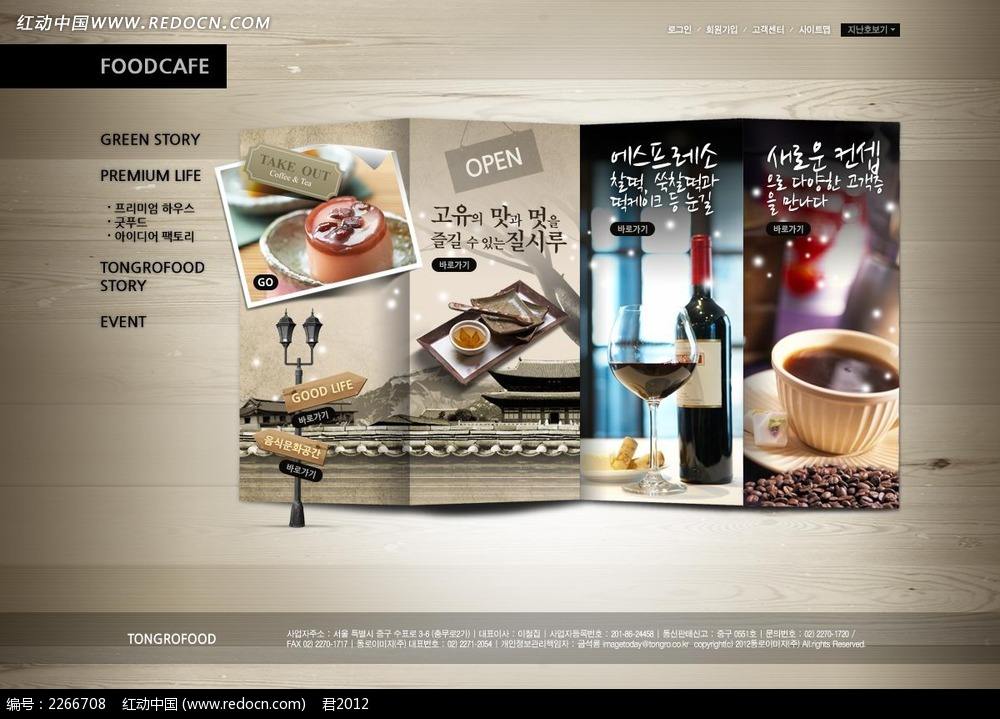 红动中国WWW.REDOCN.COM
로그인 / 회원가입 / 고객센터 / 사이트맵
지난호보기
FOODCAFE
GREEN STORY
PREMIUM LIFE
· 프리미엄 하우스
· 굿푸드
· 아이디어 팩토리
TONGROFOOD
STORY
EVENT
TAKE OUT
Coffee & Tea
GO
GOOD LIFE
바로가기
음식문화공간
바로가기
OPEN
고유의 맛과 멋을
즐길 수 있는 질시루
바로가기
에스프레소
찰떡, 쑥찰떡과
떡케이크 등 눈길
바로가기
새로운 컨셉
으로 다양한 고객층
을 만나다
바로가기
TONGROFOOD
사업자주소 : 서울 특별시 중구 수표로 3-6 (충무로2가) | 대표이사 : 이철집 | 사업자등록번호 : 201-86-24458 | 통신판매신고 : 중구 0551호 | 문의번호 : 02) 2270-1720 /
FAX 02) 2270-1717 | 통로이미지(주) 대표번호 : 02) 2271-2054 | 개인정보관리책임자 : 금석룡 imagetoday@tongro.co.kr copyright(c) 2012통로이미지(주) All rights Reserved.
编号: 2266708 红动中国 (www.redocn.com) 君2012